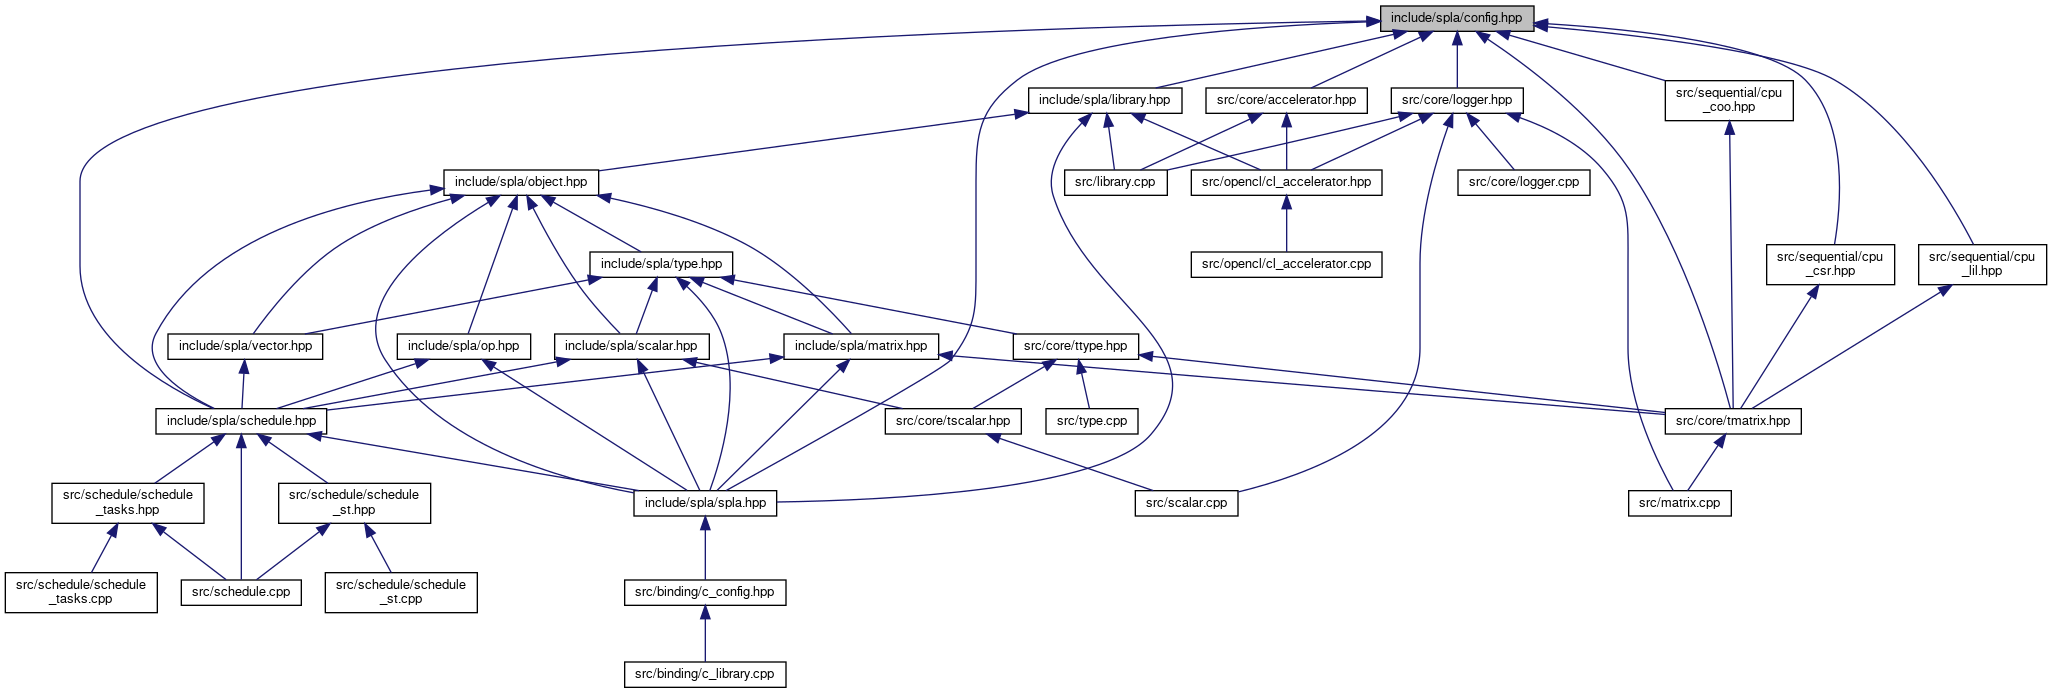 include/spla/config.hpp
include/spla/library.hpp
src/core/accelerator.hpp
src/core/logger.hpp
src/sequential/cpu
_coo.hpp
include/spla/object.hpp
src/library.cpp
src/opencl/cl_accelerator.hpp
src/core/logger.cpp
include/spla/type.hpp
src/opencl/cl_accelerator.cpp
src/sequential/cpu
_csr.hpp
src/sequential/cpu
_lil.hpp
include/spla/vector.hpp
include/spla/op.hpp
include/spla/scalar.hpp
include/spla/matrix.hpp
src/core/ttype.hpp
include/spla/schedule.hpp
src/core/tscalar.hpp
src/type.cpp
src/core/tmatrix.hpp
src/schedule/schedule
_tasks.hpp
src/schedule/schedule
_st.hpp
include/spla/spla.hpp
src/scalar.cpp
src/matrix.cpp
src/schedule/schedule
_tasks.cpp
src/schedule.cpp
src/schedule/schedule
_st.cpp
src/binding/c_config.hpp
src/binding/c_library.cpp